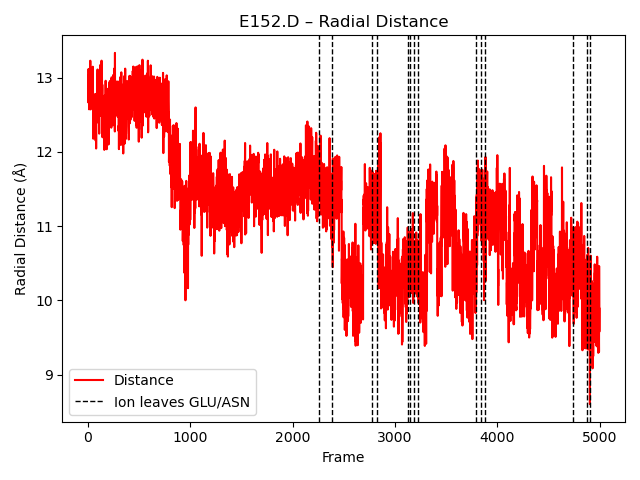 E152.D – Radial Distance
Radial Distance (Å)
13
12
11
10
9
Distance
Ion leaves GLU/ASN
0 1000 2000 3000 4000 5000
Frame